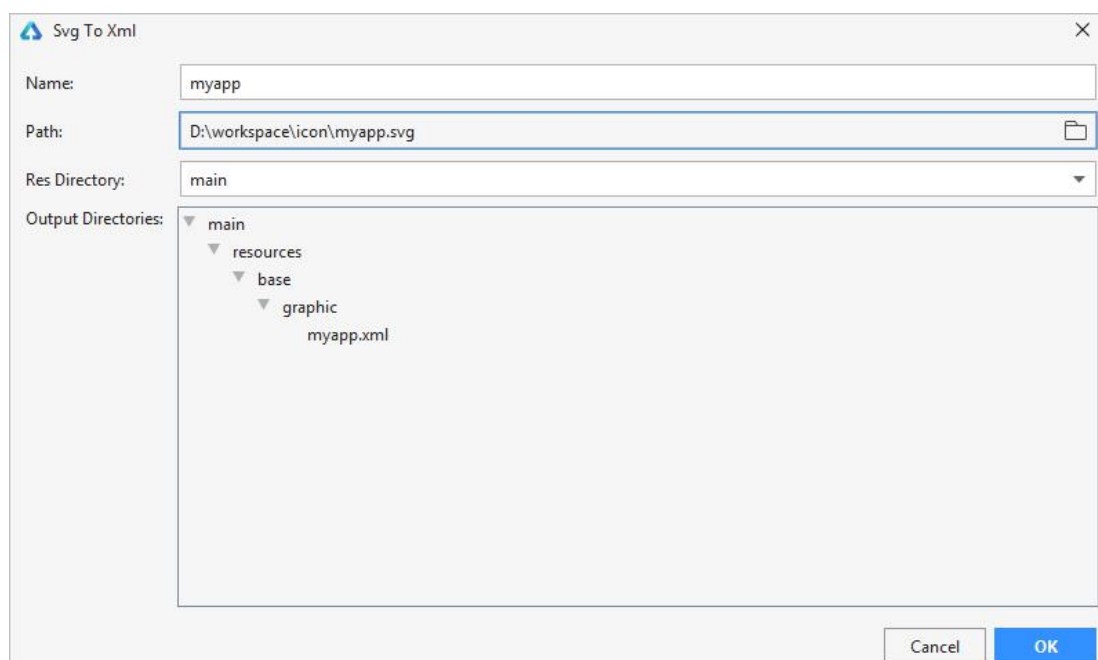 Svg To Xml
Name: myapp
Path: D:\workspace\icon\myapp.svg
Res Directory: main
Output Directories: main
resources
base
graphic
myapp.xml
Cancel OK